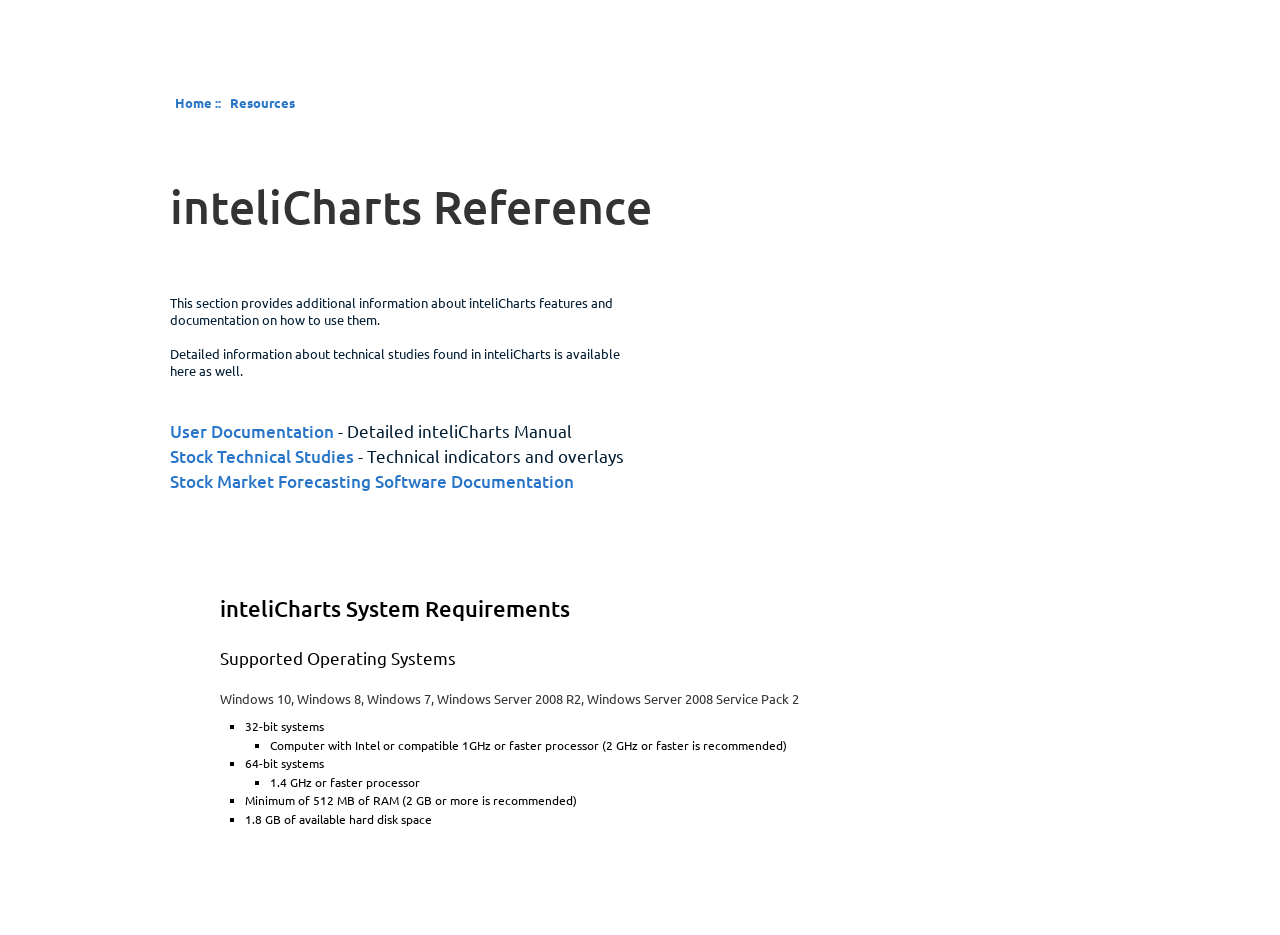 Home :: Resources
inteliCharts Reference
This section provides additional information about inteliCharts features and
documentation on how to use them.
Detailed information about technical studies found in inteliCharts is available
here as well.
User Documentation - Detailed inteliCharts Manual
Stock Technical Studies - Technical indicators and overlays
Stock Market Forecasting Software Documentation
inteliCharts System Requirements
Supported Operating Systems
Windows 10, Windows 8, Windows 7, Windows Server 2008 R2, Windows Server 2008 Service Pack 2
32-bit systems
Computer with Intel or compatible 1GHz or faster processor (2 GHz or faster is recommended)
64-bit systems
1.4 GHz or faster processor
Minimum of 512 MB of RAM (2 GB or more is recommended)
1.8 GB of available hard disk space